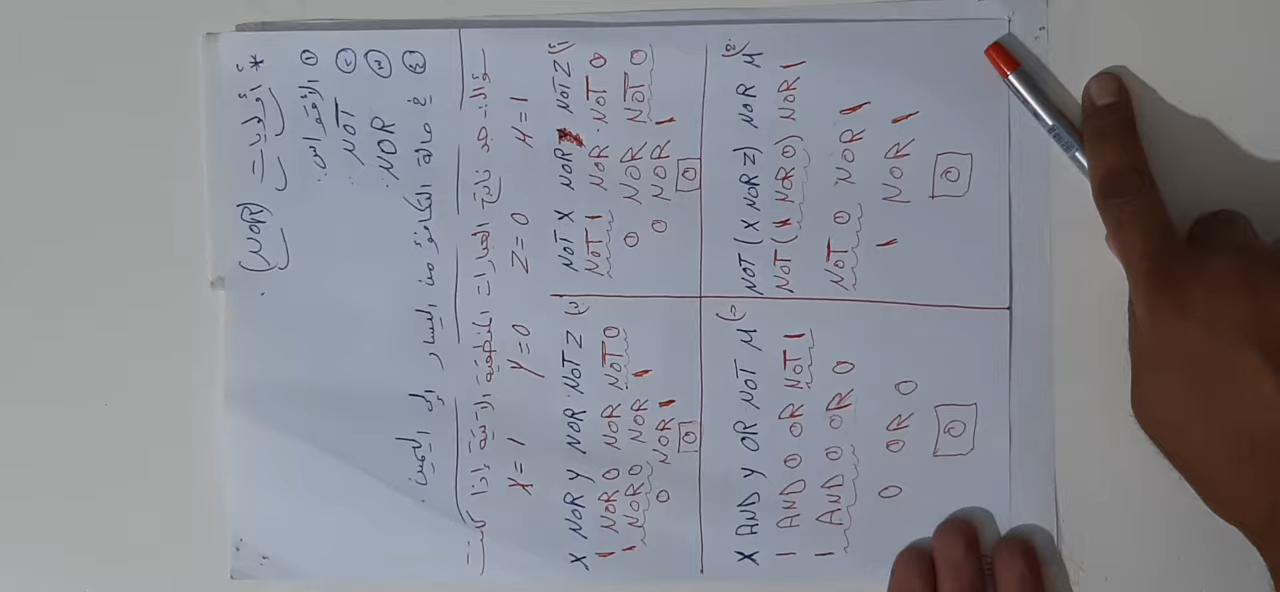 * أولويات (NOR)
① الأقواس.
② NOT
③ NOR
④ في حالة التكافؤ من اليسار إلى اليمين.
سؤال: جد ناتج العبارات المنطقية الآتية إذا كانت
X=1 Y=0 Z=0 M=1
X NOR Y NOR NOT Z (1
1 NOR 0 NOR NOT 0
1 NOR 0 NOR 1
0 NOR 1
0
NOT X NOR NOT Z
NOT 1 NOR NOT 0
0 NOR NOT 0
0 NOR 1
0
X AND Y OR NOT M
1 AND 0 OR NOT 1
1 AND 0 OR 0
0 OR 0
0
NOT (X NOR Z) NOR M
NOT (1 NOR 0) NOR 1
NOT 0 NOR 1
1 NOR 1
0